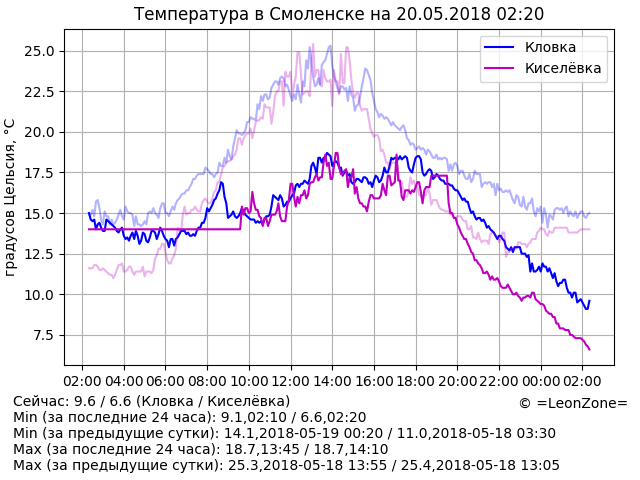 Температура в Смоленске на 20.05.2018 02:20
градусов Цельсия, °C
25.0
22.5
20.0
17.5
15.0
12.5
10.0
7.5
Кловка
Киселёвка
02:00 04:00 06:00 08:00 10:00 12:00 14:00 16:00 18:00 20:00 22:00 00:00 02:00
Сейчас: 9.6 / 6.6 (Кловка / Киселёвка)
© =LeonZone=
Min (за последние 24 часа): 9.1,02:10 / 6.6,02:20
Min (за предыдущие сутки): 14.1,2018-05-19 00:20 / 11.0,2018-05-18 03:30
Max (за последние 24 часа): 18.7,13:45 / 18.7,14:10
Max (за предыдущие сутки): 25.3,2018-05-18 13:55 / 25.4,2018-05-18 13:05